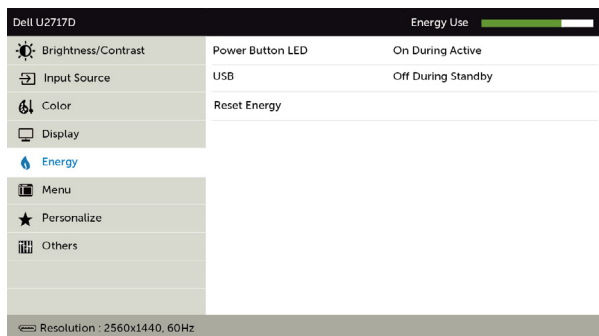 Dell U2717D Energy Use
Brightness/Contrast Power Button LED On During Active
Input Source USB Off During Standby
Color Reset Energy
Display
Energy
Menu
Personalize
Others
Resolution : 2560x1440, 60Hz